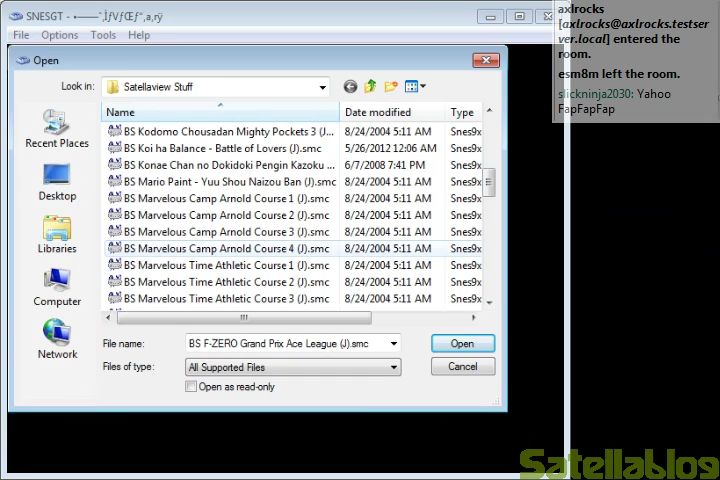 SNESGT -
File Options Tools Help
Open
Look in: Satellaview Stuff
Name Date modified Type
BS Kodomo Chousadan Mighty Pockets 3 (J... 8/24/2004 5:11 AM Snes9x
BS Koi ha Balance - Battle of Lovers (J).smc 5/26/2012 12:06 AM Snes9x
BS Konae Chan no Dokidoki Pengin Kazoku ... 6/7/2008 7:41 PM Snes9x
BS Mario Paint - Yuu Shou Naizou Ban (J).smc 8/24/2004 5:11 AM Snes9x
BS Marvelous Camp Arnold Course 1 (J).smc 8/24/2004 5:11 AM Snes9x
BS Marvelous Camp Arnold Course 2 (J).smc 8/24/2004 5:11 AM Snes9x
BS Marvelous Camp Arnold Course 3 (J).smc 8/24/2004 5:11 AM Snes9x
BS Marvelous Camp Arnold Course 4 (J).smc 8/24/2004 5:11 AM Snes9x
BS Marvelous Time Athletic Course 1 (J).smc 8/24/2004 5:11 AM Snes9x
BS Marvelous Time Athletic Course 2 (J).smc 8/24/2004 5:11 AM Snes9x
BS Marvelous Time Athletic Course 3 (J).smc 8/24/2004 5:11 AM Snes9x
Recent Places
Desktop
Libraries
Computer
Network
File name: BS F-ZERO Grand Prix Ace League (J).smc Open
Files of type: All Supported Files Cancel
Open as read-only
axlrocks
[axlrocks@axlrocks.testser
ver.local] entered the
room.
esm8m left the room.
slickninja2030: Yahoo
FapFapFap
Satellablog